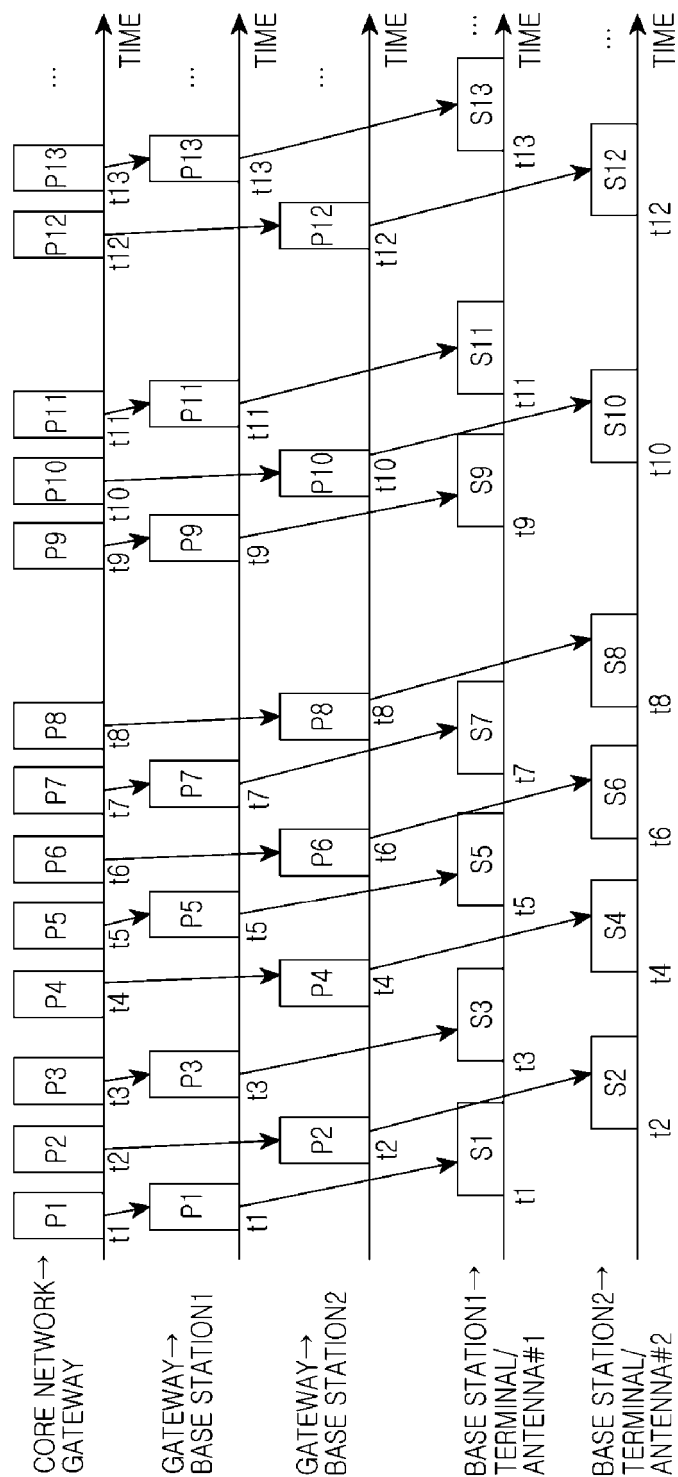 CORE NETWORK→
GATEWAY
P1 P2 P3 P4 P5 P6 P7 P8 P9 P10 P11 P12 P13 ...
t1 t2 t3 t4 t5 t6 t7 t8 t9 t10 t11 t12 t13 TIME
GATEWAY→
BASE STATION1
P1 P3 P5 P7 P9 P11 P13 ...
t1 t3 t5 t7 t9 t11 t13 TIME
GATEWAY→
BASE STATION2
P2 P4 P6 P8 P10 P12 ...
t2 t4 t6 t8 t10 t12 TIME
BASE STATION1→
TERMINAL/
ANTENNA#1
S1 S3 S5 S7 S9 S11 S13 ...
t1 t3 t5 t7 t9 t11 t13 TIME
BASE STATION2→
TERMINAL/
ANTENNA#2
S2 S4 S6 S8 S10 S12 ...
t2 t4 t6 t8 t10 t12 TIME